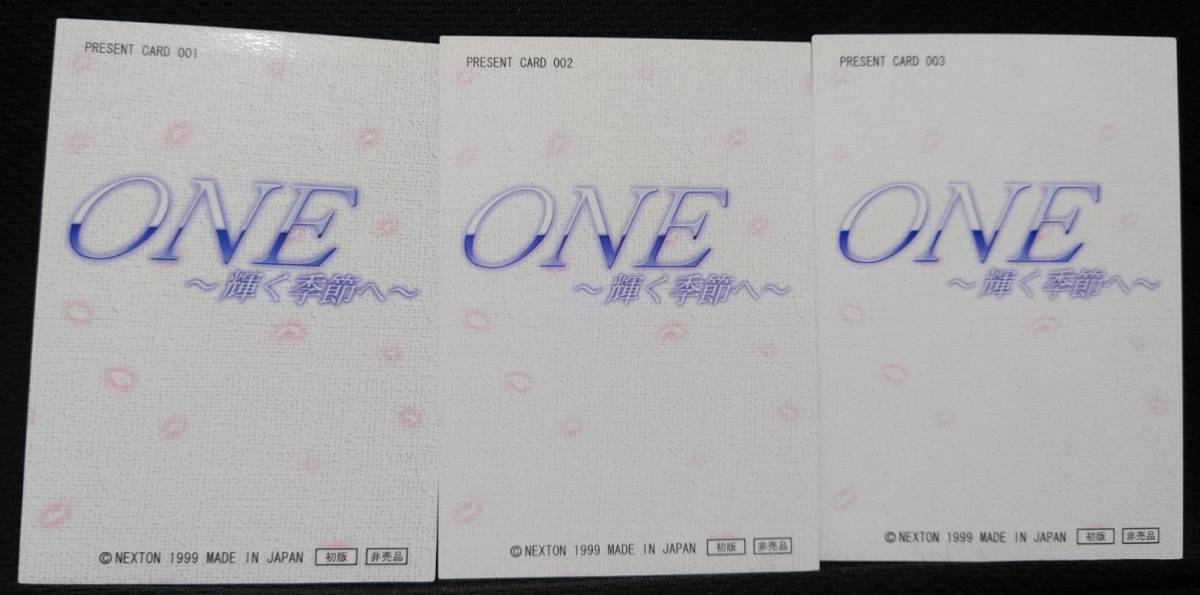 PRESENT CARD 001
ONE
～輝く季節へ～
©NEXTON 1999 MADE IN JAPAN 初版 非売品
PRESENT CARD 002
ONE
～輝く季節へ～
©NEXTON 1999 MADE IN JAPAN 初版 非売品
PRESENT CARD 003
ONE
～輝く季節へ～
©NEXTON 1999 MADE IN JAPAN 初版 非売品